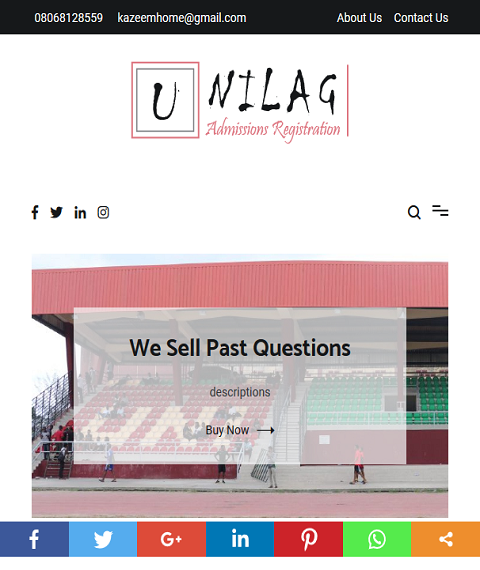 08068128559 kazeemhome@gmail.com About Us Contact Us
U NILAG
Admissions Registration
We Sell Past Questions
descriptions
Buy Now